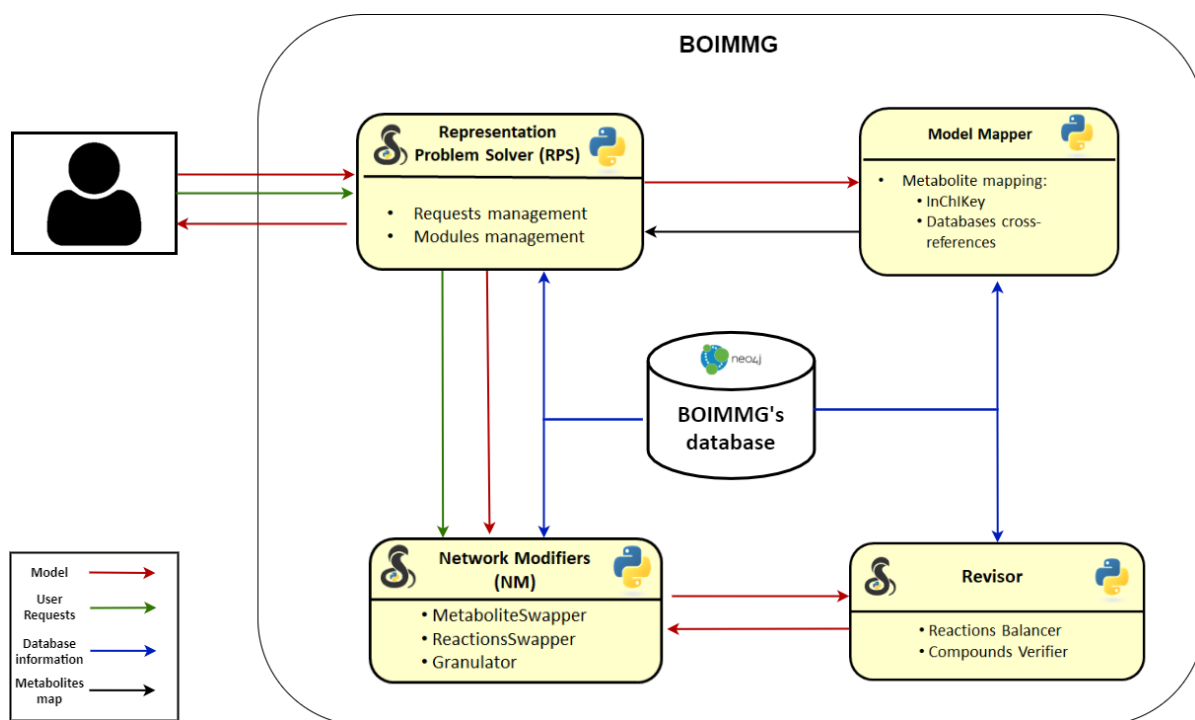 BOIMMG
Representation
Problem Solver (RPS)
• Requests management
• Modules management
Model Mapper
• Metabolite mapping:
• InChIKey
• Databases cross-
references
neo4j
BOIMMG's
database
Network Modifiers
(NM)
• MetaboliteSwapper
• ReactionsSwapper
• Granulator
Revisor
• Reactions Balancer
• Compounds Verifier
Model
User
Requests
Database
information
Metabolites
map